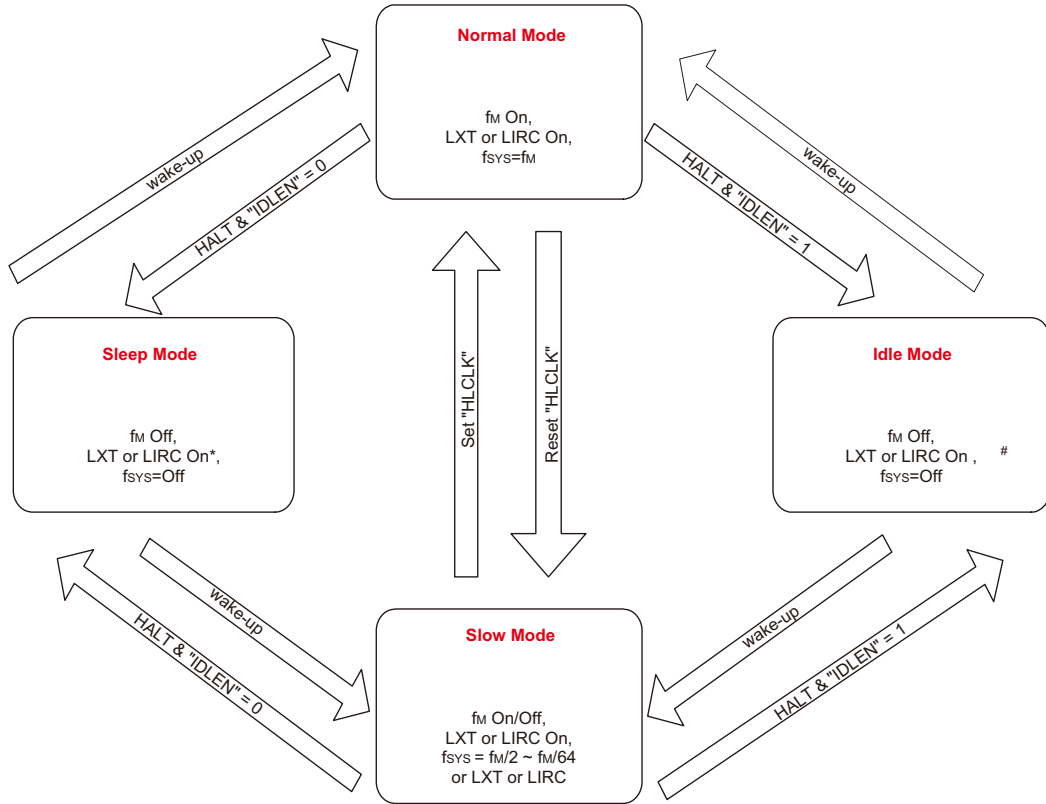 Normal Mode
fM On,
LXT or LIRC On,
fSYS=fM
wake-up
HALT & "IDLEN" = 0
HALT & "IDLEN" = 1
wake-up
Sleep Mode
fM Off,
LXT or LIRC On*,
fSYS=Off
Set "HLCLK"
Reset "HLCLK"
Idle Mode
fM Off,
LXT or LIRC On , #
fSYS=Off
wake-up
HALT & "IDLEN" = 0
wake-up
HALT & "IDLEN" = 1
Slow Mode
fM On/Off,
LXT or LIRC On,
fSYS = fM/2 ~ fM/64
or LXT or LIRC